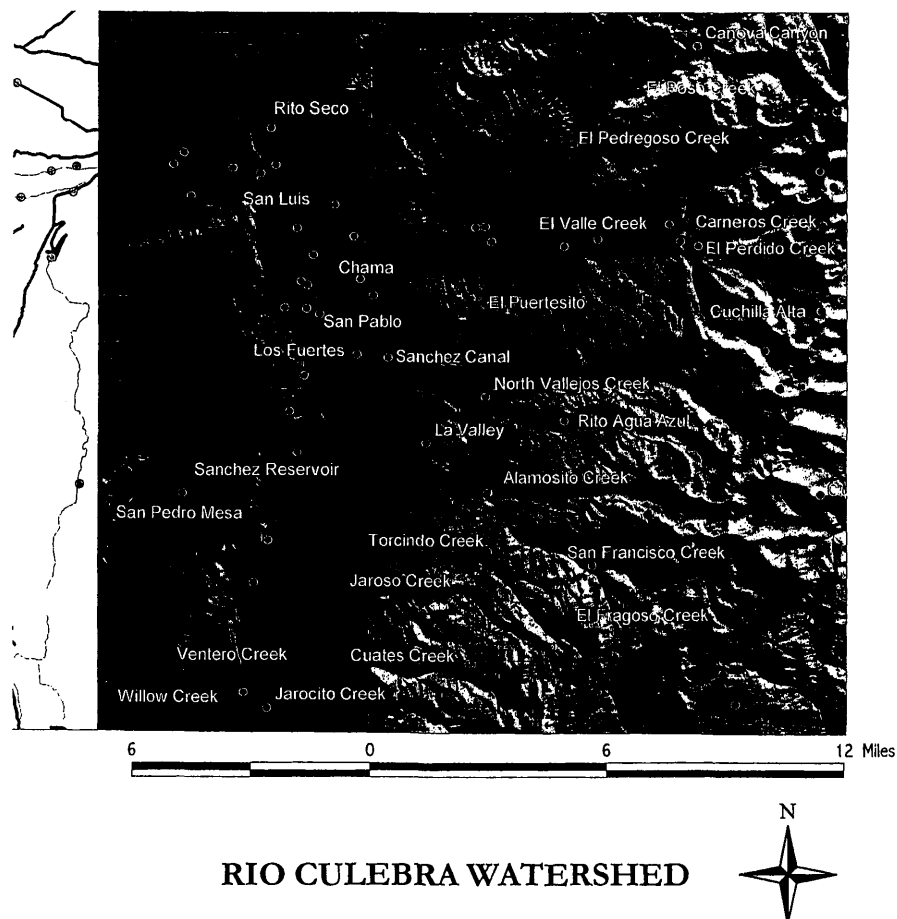 Canova Canyon
El Poso Creek
Rito Seco
El Pedregoso Creek
San Luis
El Valle Creek
Carneros Creek
El Perdido Creek
Chama
El Puertesito
Cuchilla Alta
San Pablo
Los Fuertes
Sanchez Canal
North Vallejos Creek
Rito Agua Azul
La Valley
Sanchez Reservoir
Alamosito Creek
San Pedro Mesa
Torcindo Creek
San Francisco Creek
Jaroso Creek
El Fragoso Creek
Ventero Creek
Cuates Creek
Willow Creek
Jarocito Creek
6 0 6 12 Miles
N
RIO CULEBRA WATERSHED